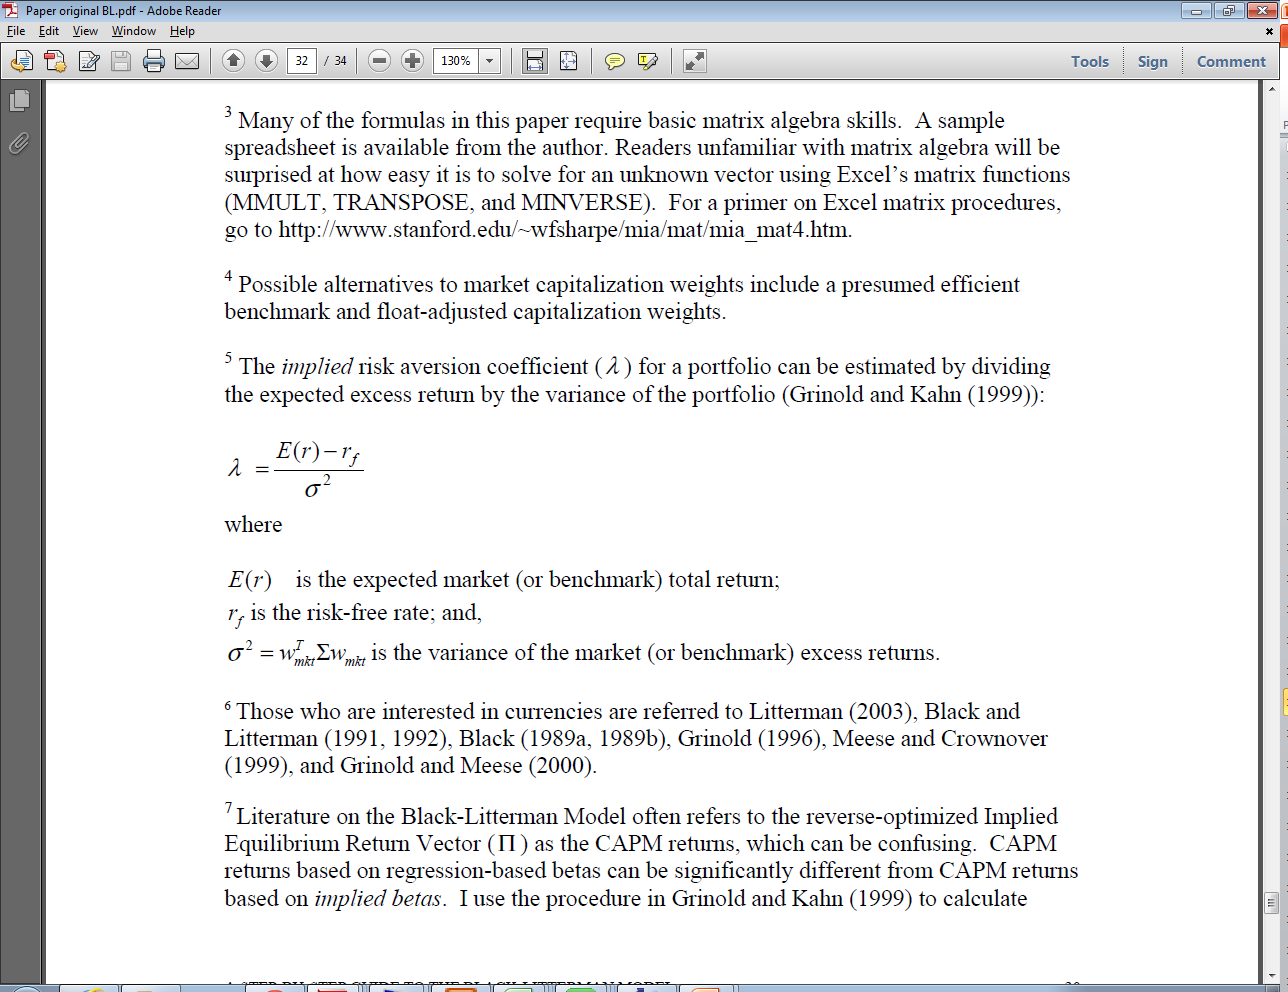 Paper original BL.pdf - Adobe Reader
File Edit View Window Help
32 / 34 130% Tools Sign Comment
3 Many of the formulas in this paper require basic matrix algebra skills. A sample
spreadsheet is available from the author. Readers unfamiliar with matrix algebra will be
surprised at how easy it is to solve for an unknown vector using Excel's matrix functions
(MMULT, TRANSPOSE, and MINVERSE). For a primer on Excel matrix procedures,
go to http://www.stanford.edu/~wfsharpe/mia/mat/mia_mat4.htm.
4 Possible alternatives to market capitalization weights include a presumed efficient
benchmark and float-adjusted capitalization weights.
5 The implied risk aversion coefficient (λ) for a portfolio can be estimated by dividing
the expected excess return by the variance of the portfolio (Grinold and Kahn (1999)):
λ = (E(r) − r_f) / σ²
where
E(r) is the expected market (or benchmark) total return;
r_f is the risk-free rate; and,
σ² = w_mkt^T Σ w_mkt is the variance of the market (or benchmark) excess returns.
6 Those who are interested in currencies are referred to Litterman (2003), Black and
Litterman (1991, 1992), Black (1989a, 1989b), Grinold (1996), Meese and Crownover
(1999), and Grinold and Meese (2000).
7 Literature on the Black-Litterman Model often refers to the reverse-optimized Implied
Equilibrium Return Vector (Π) as the CAPM returns, which can be confusing. CAPM
returns based on regression-based betas can be significantly different from CAPM returns
based on implied betas. I use the procedure in Grinold and Kahn (1999) to calculate
A STEP-BY-STEP GUIDE TO THE BLACK-LITTERMAN MODEL